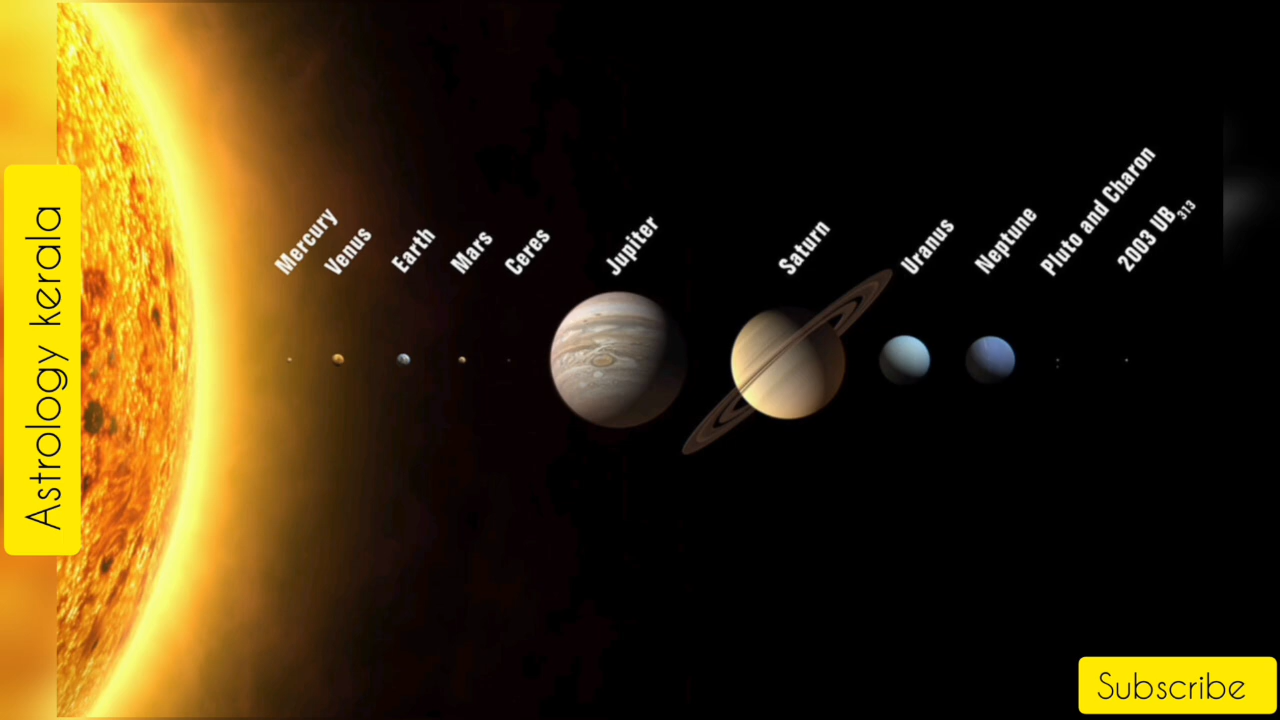 Astrology kerala
Mercury
Venus
Earth
Mars
Ceres
Jupiter
Saturn
Uranus
Neptune
Pluto and Charon
2003 UB313
Subscribe